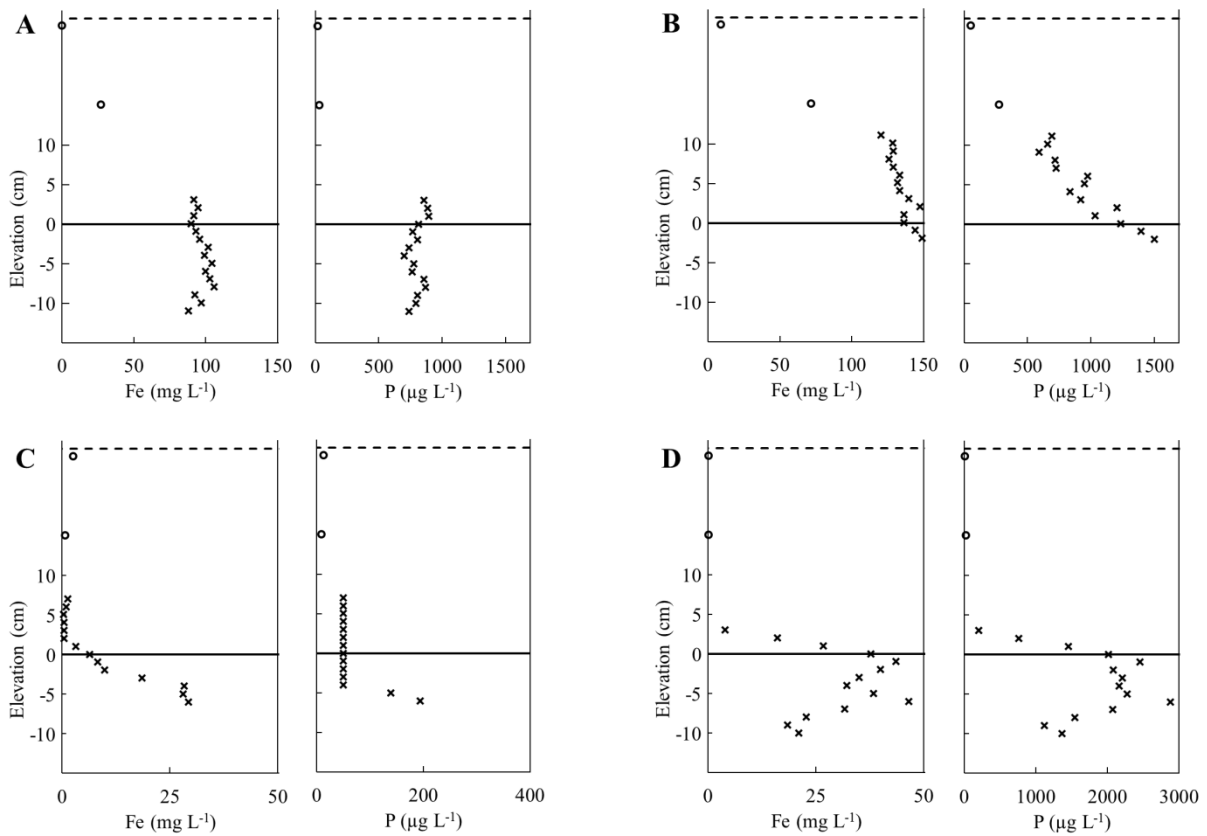 A
Elevation (cm)
10
5
0
-5
-10
0 50 100 150
Fe (mg L-1)
0 500 1000 1500
P (µg L-1)
B
Elevation (cm)
10
5
0
-5
-10
0 50 100 150
Fe (mg L-1)
0 500 1000 1500
P (µg L-1)
C
Elevation (cm)
10
5
0
-5
-10
0 25 50
Fe (mg L-1)
0 200 400
P (µg L-1)
D
Elevation (cm)
10
5
0
-5
-10
0 25 50
Fe (mg L-1)
0 1000 2000 3000
P (µg L-1)